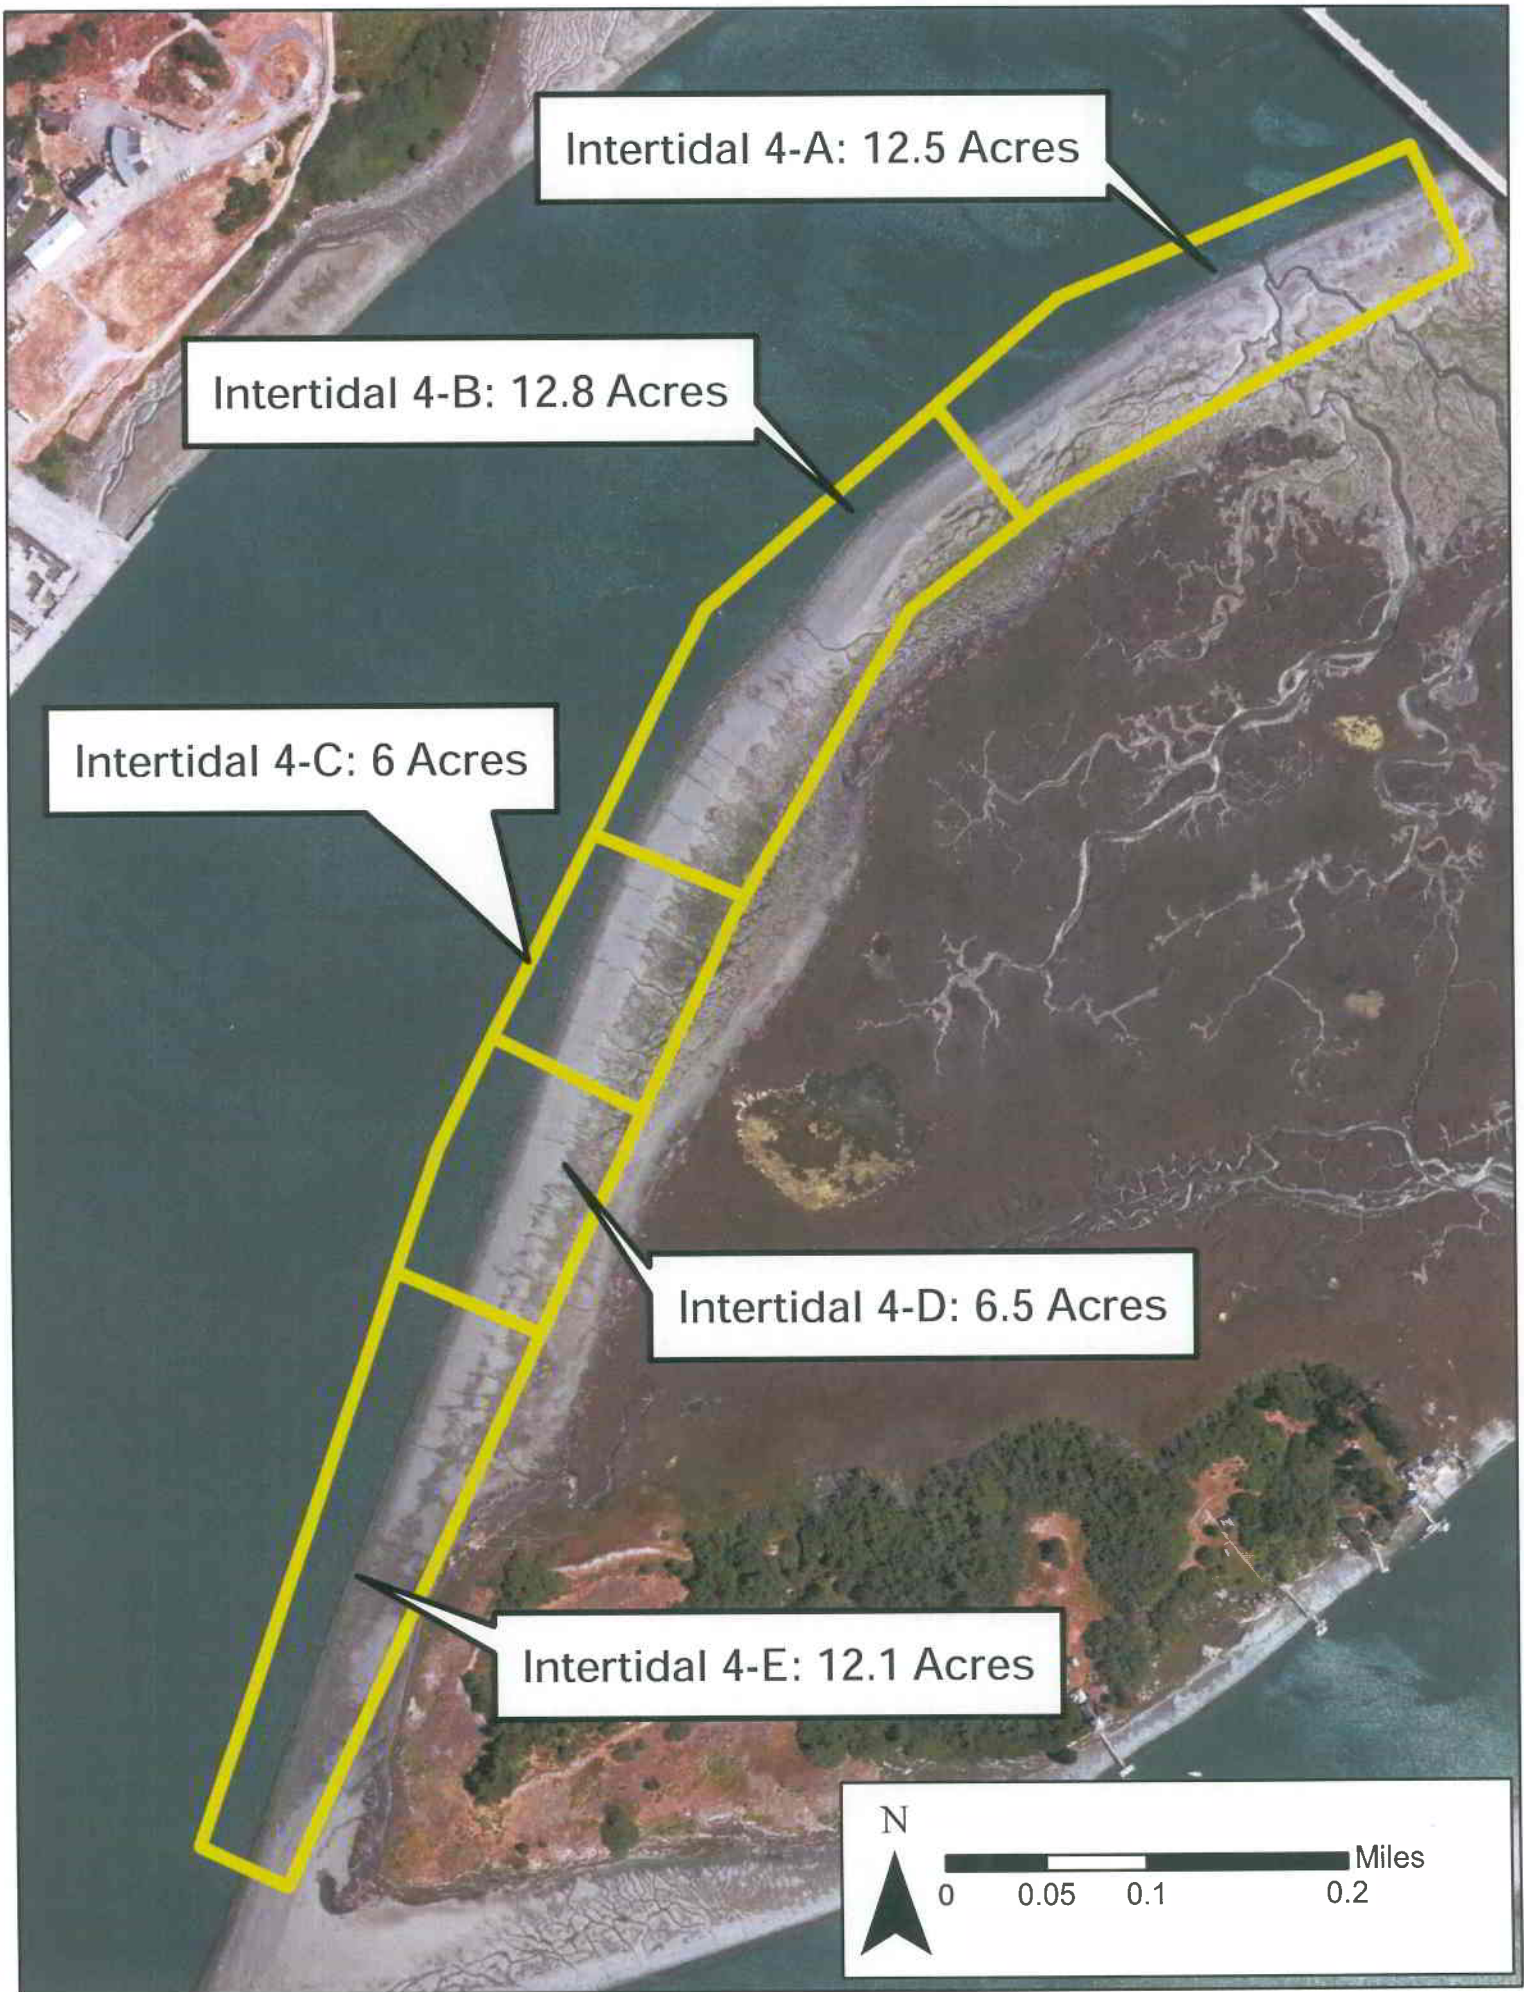 Intertidal 4-A: 12.5 Acres
Intertidal 4-B: 12.8 Acres
Intertidal 4-C: 6 Acres
Intertidal 4-D: 6.5 Acres
Intertidal 4-E: 12.1 Acres
N
Miles
0 0.05 0.1 0.2